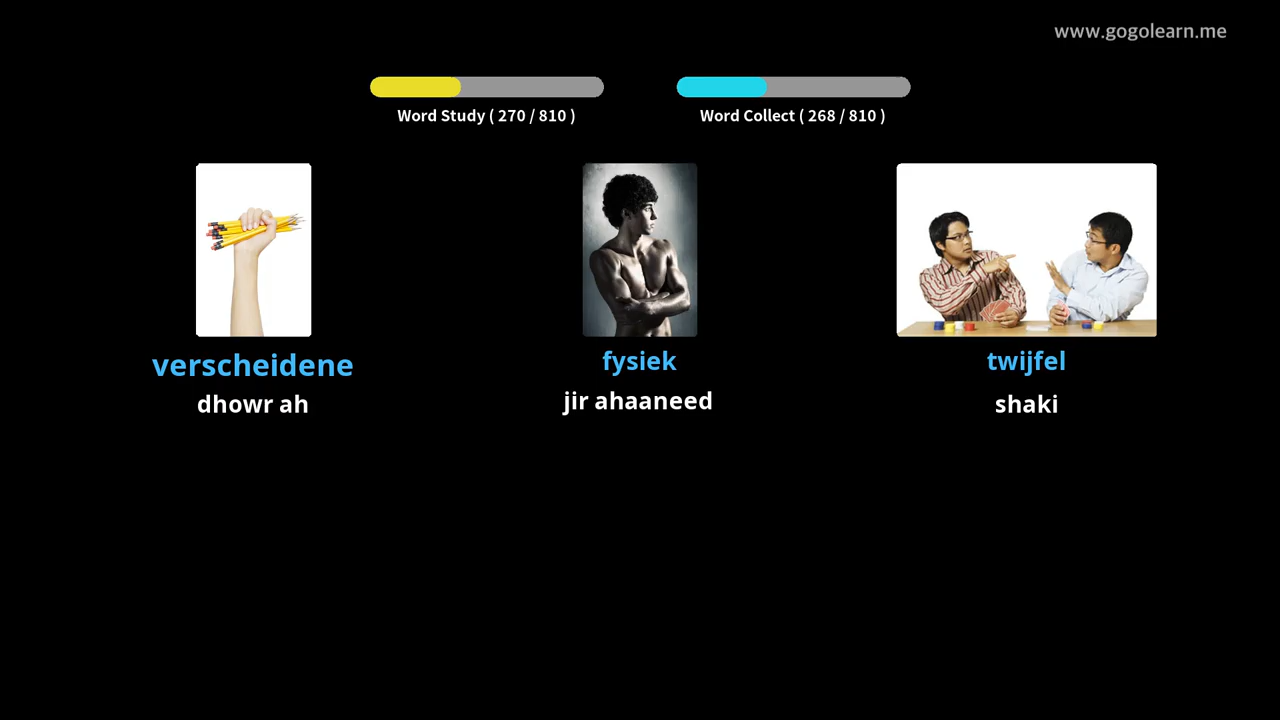 www.gogolearn.me
Word Study ( 270 / 810 )
Word Collect ( 268 / 810 )
verscheidene
dhowr ah
fysiek
jir ahaaneed
twijfel
shaki